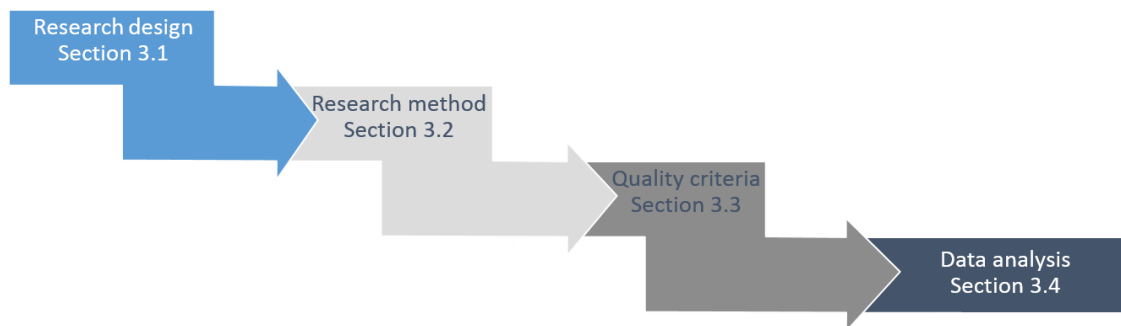 Research design
Section 3.1
Research method
Section 3.2
Quality criteria
Section 3.3
Data analysis
Section 3.4